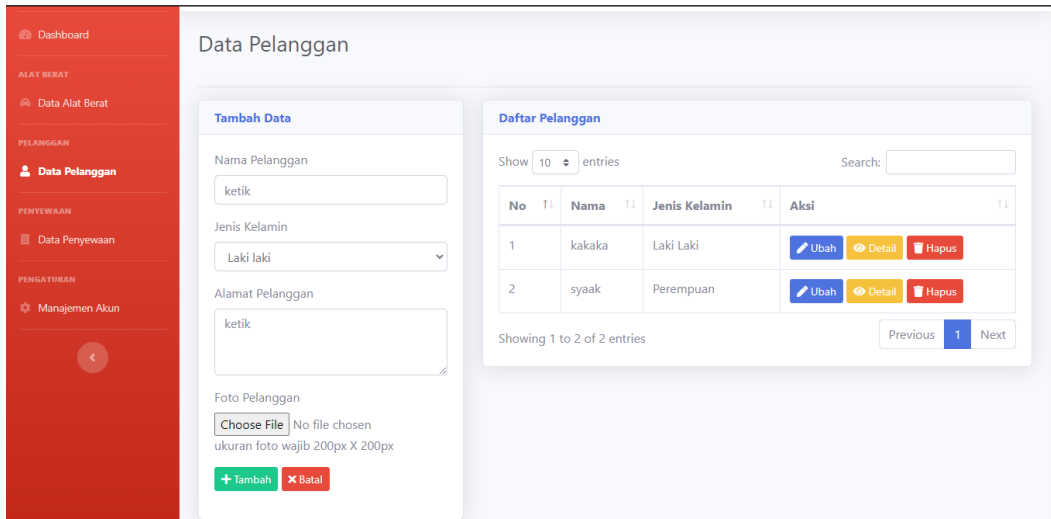 Dashboard
ALAT BERAT
Data Alat Berat
PELANGGAN
Data Pelanggan
PENYEWAAN
Data Penyewaan
PENGATURAN
Manajemen Akun
Data Pelanggan
Tambah Data
Nama Pelanggan
ketik
Jenis Kelamin
Laki laki
Alamat Pelanggan
ketik
Foto Pelanggan
Choose File No file chosen
ukuran foto wajib 200px X 200px
Tambah Batal
Daftar Pelanggan
Show 10 entries Search:
No Nama Jenis Kelamin Aksi
1 kakaka Laki Laki Ubah Detail Hapus
2 syaak Perempuan Ubah Detail Hapus
Showing 1 to 2 of 2 entries Previous 1 Next